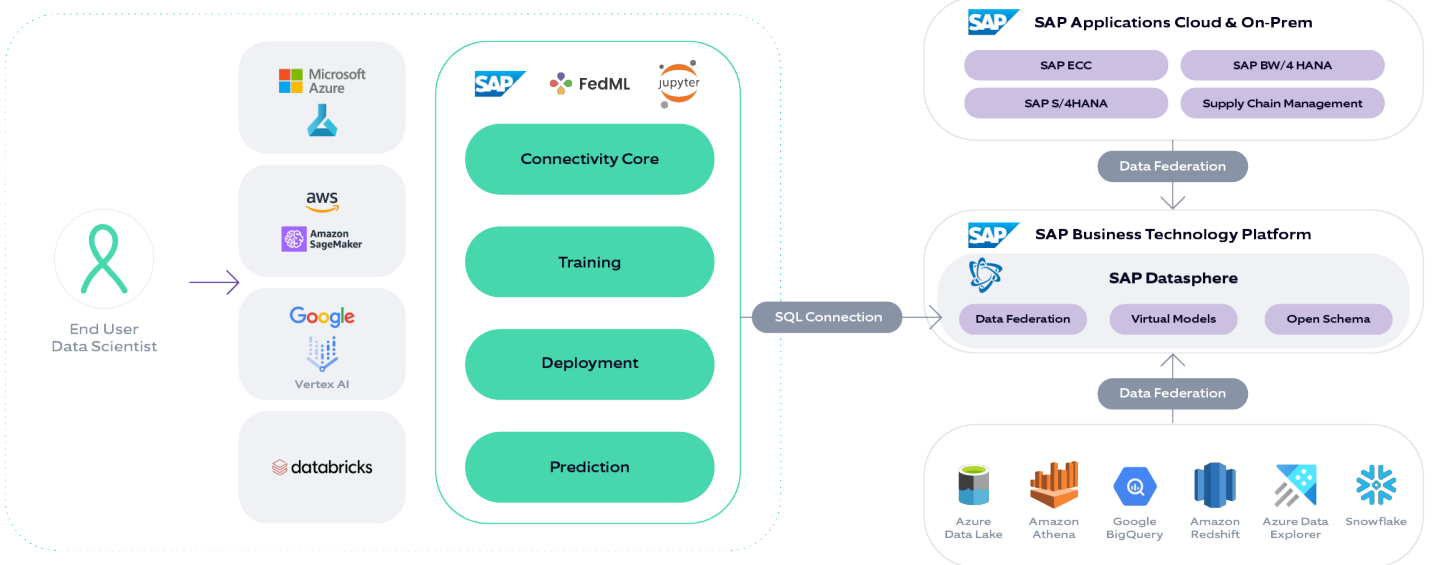 End User
Data Scientist
Microsoft
Azure
aws
Amazon
SageMaker
Google
Vertex AI
databricks
SAP
FedML
jupyter
Connectivity Core
Training
Deployment
Prediction
SQL Connection
SAP
SAP Applications Cloud & On-Prem
SAP ECC
SAP BW/4 HANA
SAP S/4HANA
Supply Chain Management
Data Federation
SAP
SAP Business Technology Platform
SAP Datasphere
Data Federation
Virtual Models
Open Schema
Data Federation
Azure
Data Lake
Amazon
Athena
Google
BigQuery
Amazon
Redshift
Azure Data
Explorer
Snowflake